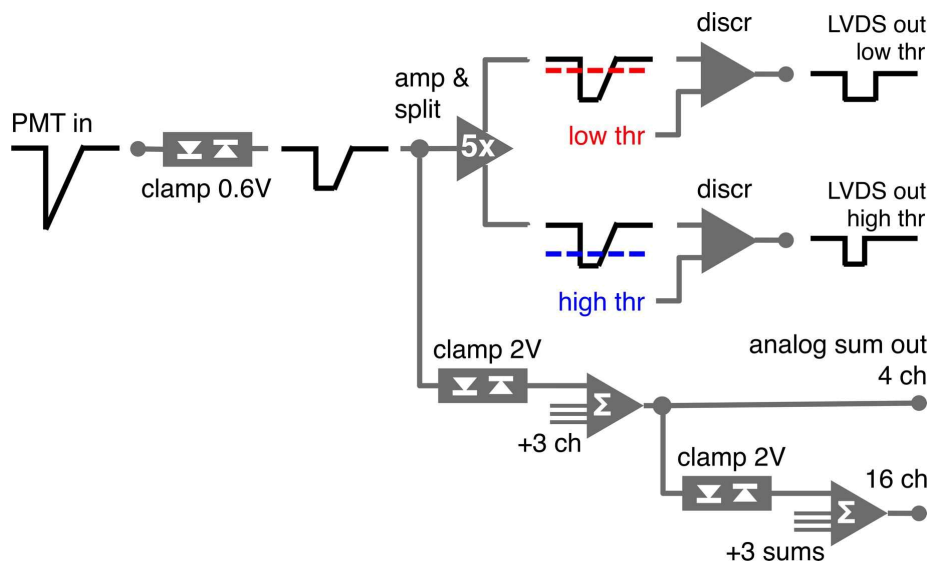 PMT in
clamp 0.6V
amp &
split
5x
low thr
discr
LVDS out
low thr
high thr
discr
LVDS out
high thr
clamp 2V
Σ
+3 ch
analog sum out
4 ch
clamp 2V
Σ
+3 sums
16 ch